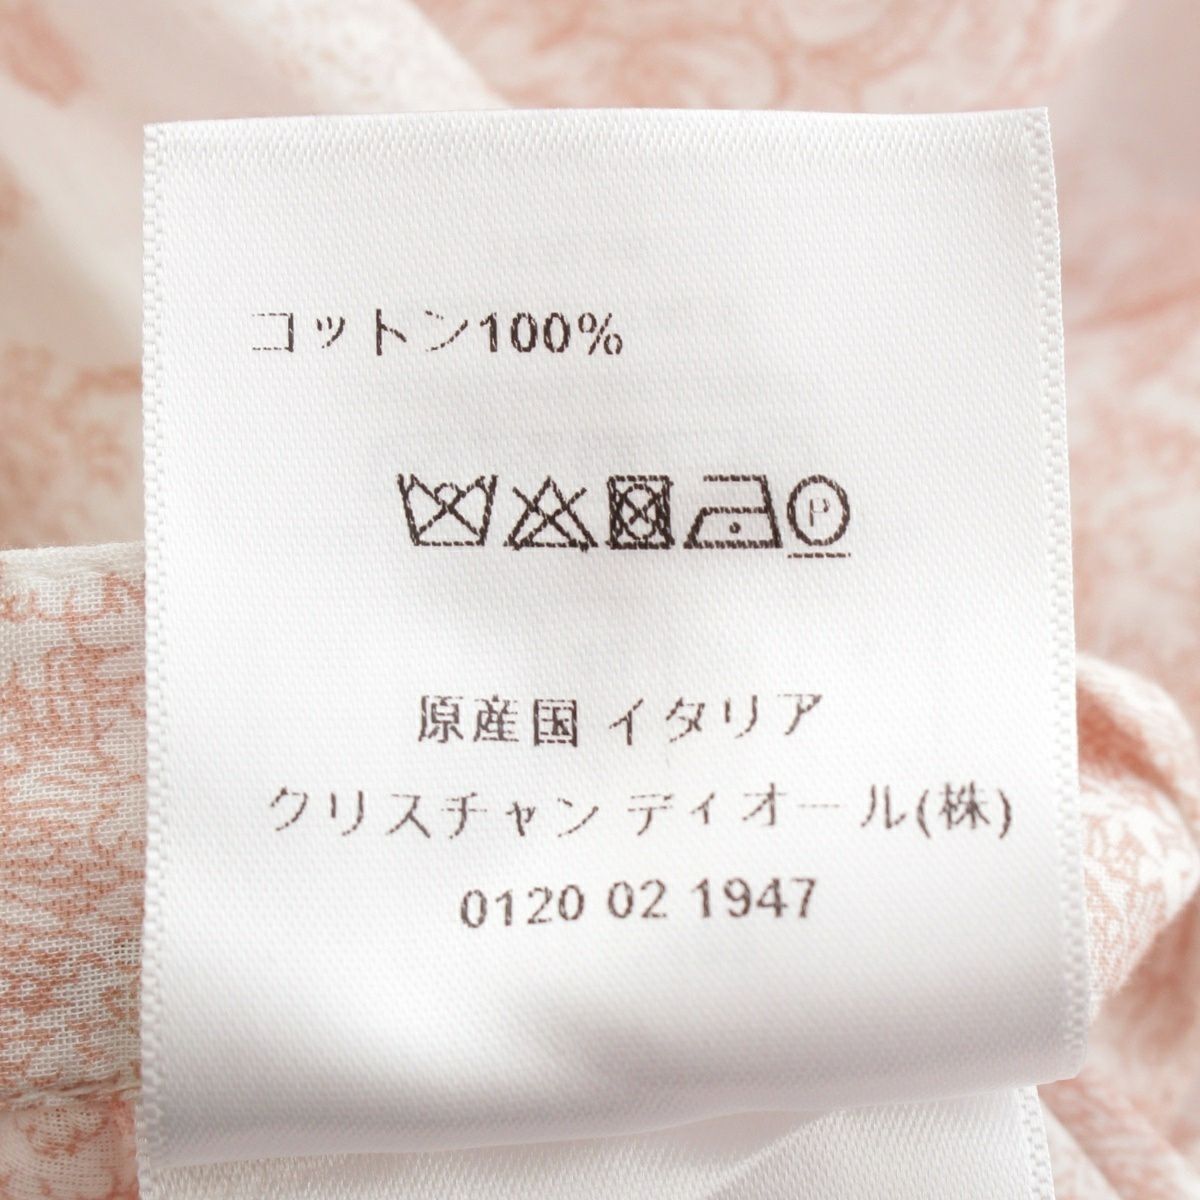 コットン100%
P
原産国 イタリア
クリスチャン ディオール(株)
0120 02 1947